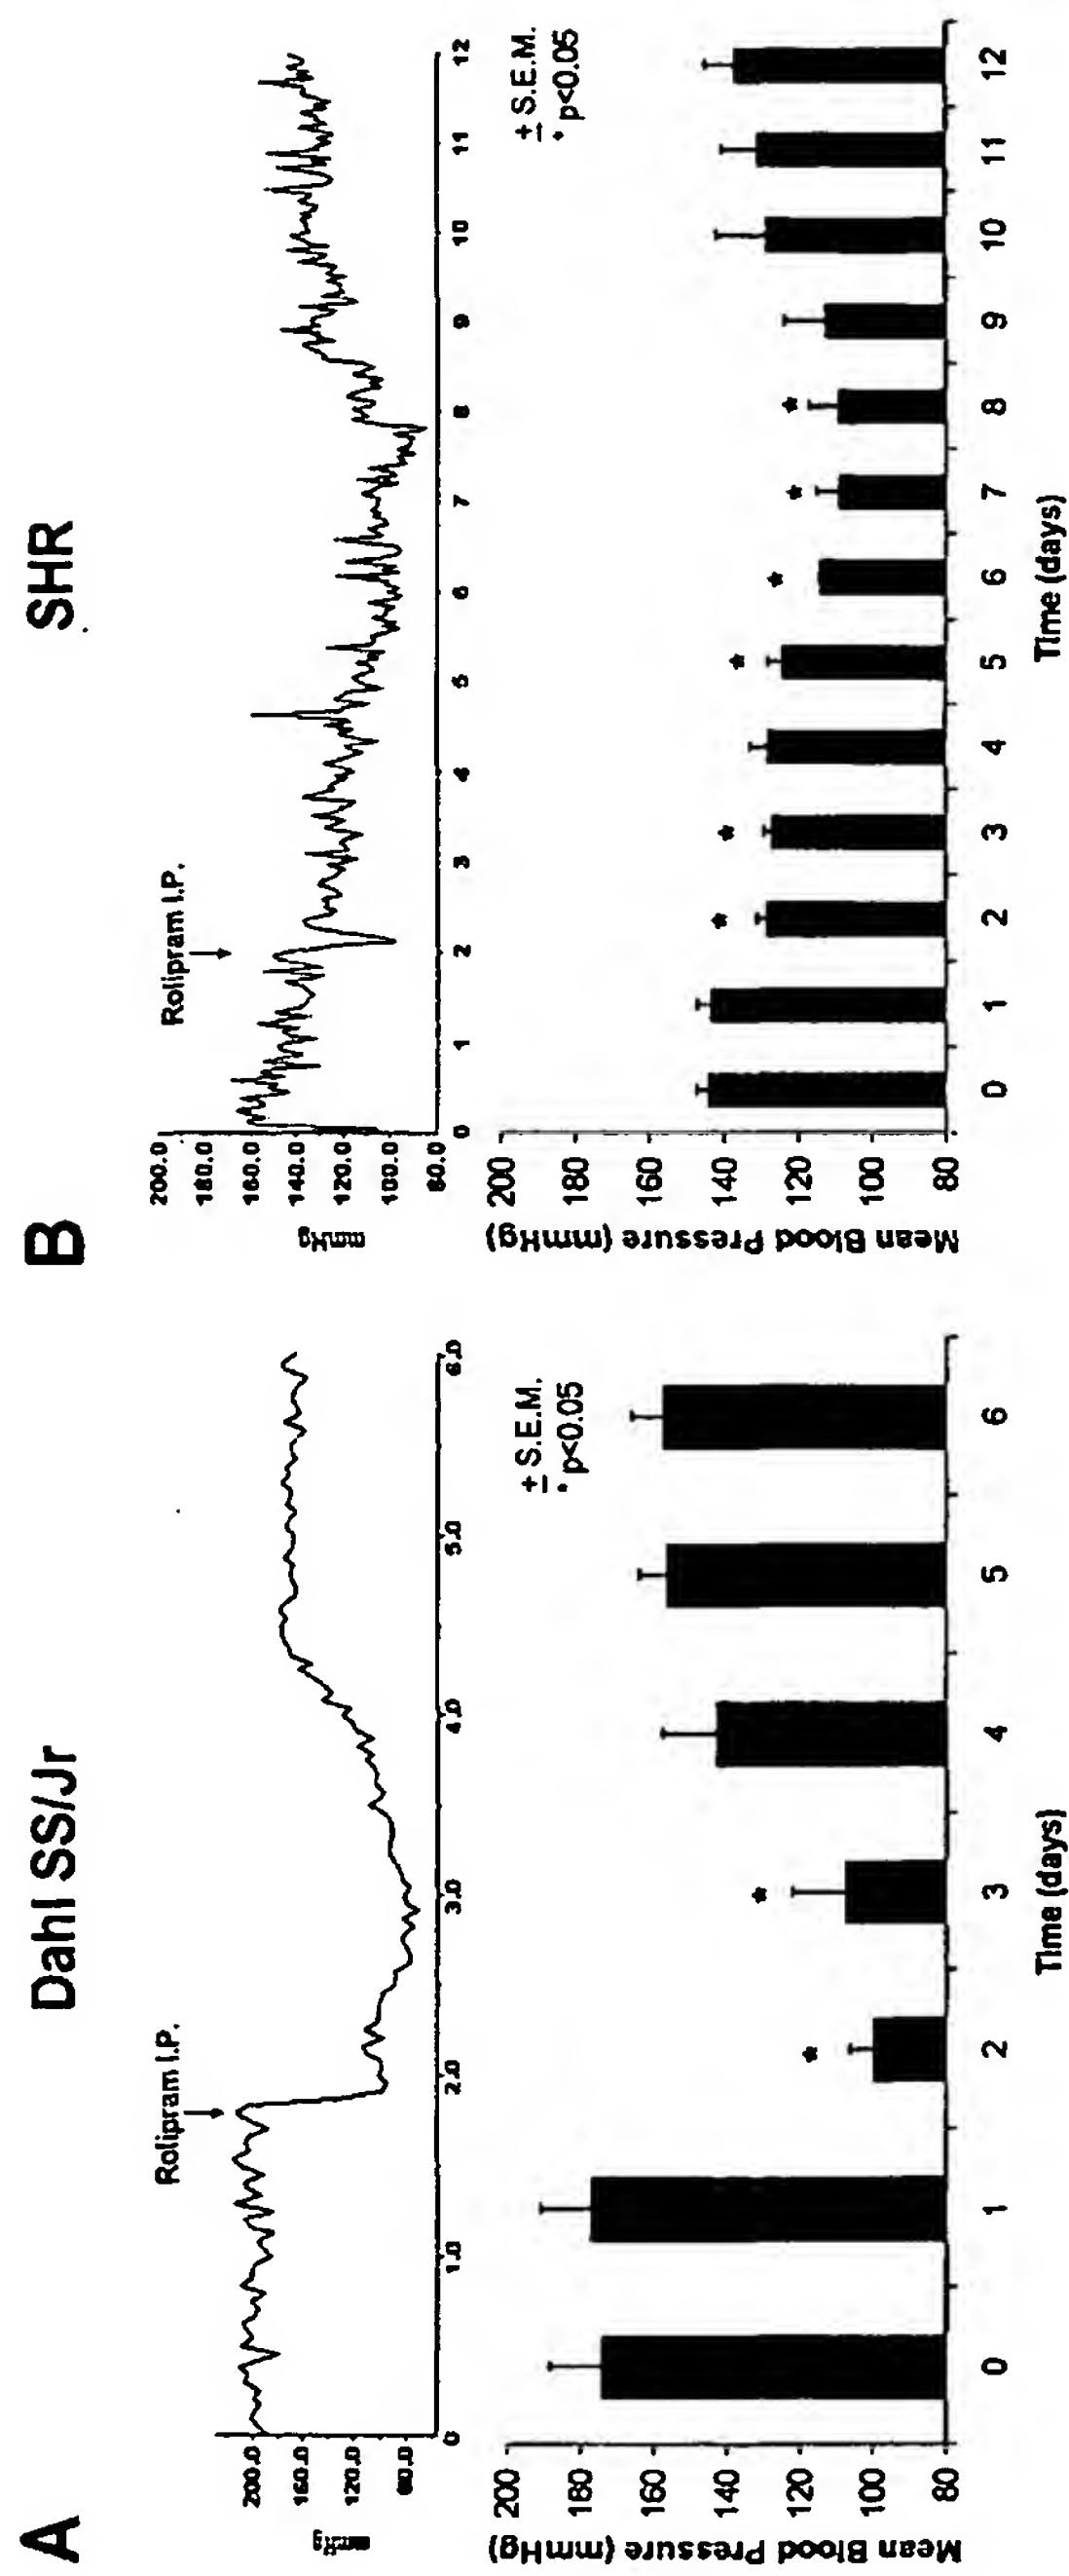 A
Dahl SS/Jr
Rolipram I.P.
mmHg
200.0
160.0
120.0
80.0
0 1.0 2.0 3.0 4.0 5.0 6.0
± S.E.M.
* p<0.05
Mean Blood Pressure (mmHg)
200
180
160
140
120
100
80
* *
0 1 2 3 4 5 6
Time (days)
B
SHR
Rolipram I.P.
mmHg
200.0
180.0
160.0
140.0
120.0
100.0
80.0
0 1 2 3 4 5 6 7 8 9 10 11 12
± S.E.M.
* p<0.05
Mean Blood Pressure (mmHg)
200
180
160
140
120
100
80
* * * * * *
0 1 2 3 4 5 6 7 8 9 10 11 12
Time (days)